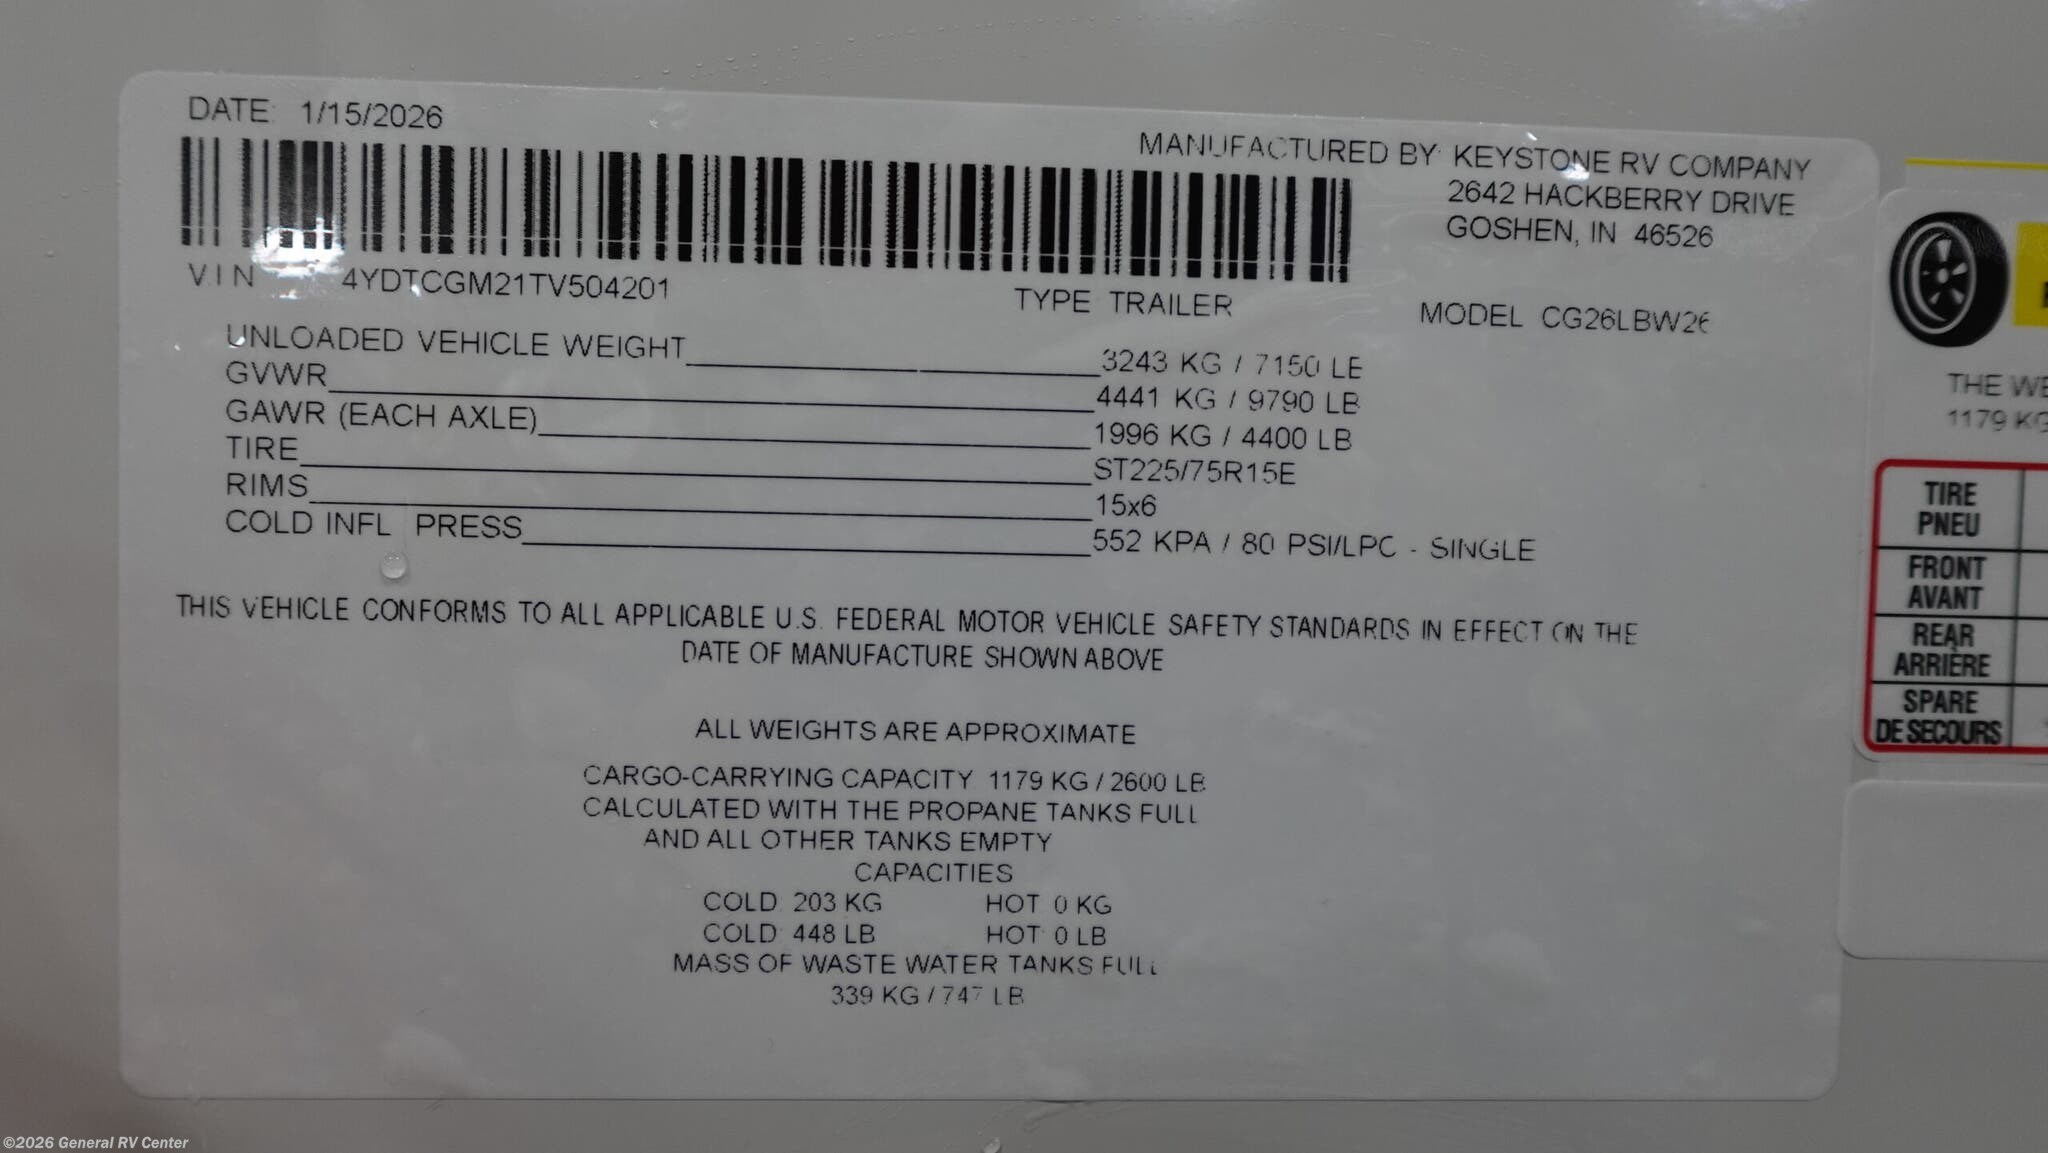 DATE: 1/15/2026
MANUFACTURED BY: KEYSTONE RV COMPANY
2642 HACKBERRY DRIVE
GOSHEN, IN 46526
VIN 4YDTCGM21TV504201
TYPE TRAILER
MODEL CG26LBW26
UNLOADED VEHICLE WEIGHT 3243 KG / 7150 LB
GVWR 4441 KG / 9790 LB
GAWR (EACH AXLE) 1996 KG / 4400 LB
TIRE ST225/75R15E
RIMS 15x6
COLD INFL PRESS 552 KPA / 80 PSI/LPC - SINGLE
THIS VEHICLE CONFORMS TO ALL APPLICABLE U.S. FEDERAL MOTOR VEHICLE SAFETY STANDARDS IN EFFECT ON THE
DATE OF MANUFACTURE SHOWN ABOVE
ALL WEIGHTS ARE APPROXIMATE
CARGO-CARRYING CAPACITY 1179 KG / 2600 LB
CALCULATED WITH THE PROPANE TANKS FULL
AND ALL OTHER TANKS EMPTY
CAPACITIES
COLD: 203 KG HOT: 0 KG
COLD: 448 LB HOT: 0 LB
MASS OF WASTE WATER TANKS FULL
339 KG / 747 LB
THE WE
1179 KG
TIRE
PNEU
FRONT
AVANT
REAR
ARRIÈRE
SPARE
DE SECOURS
©2026 General RV Center